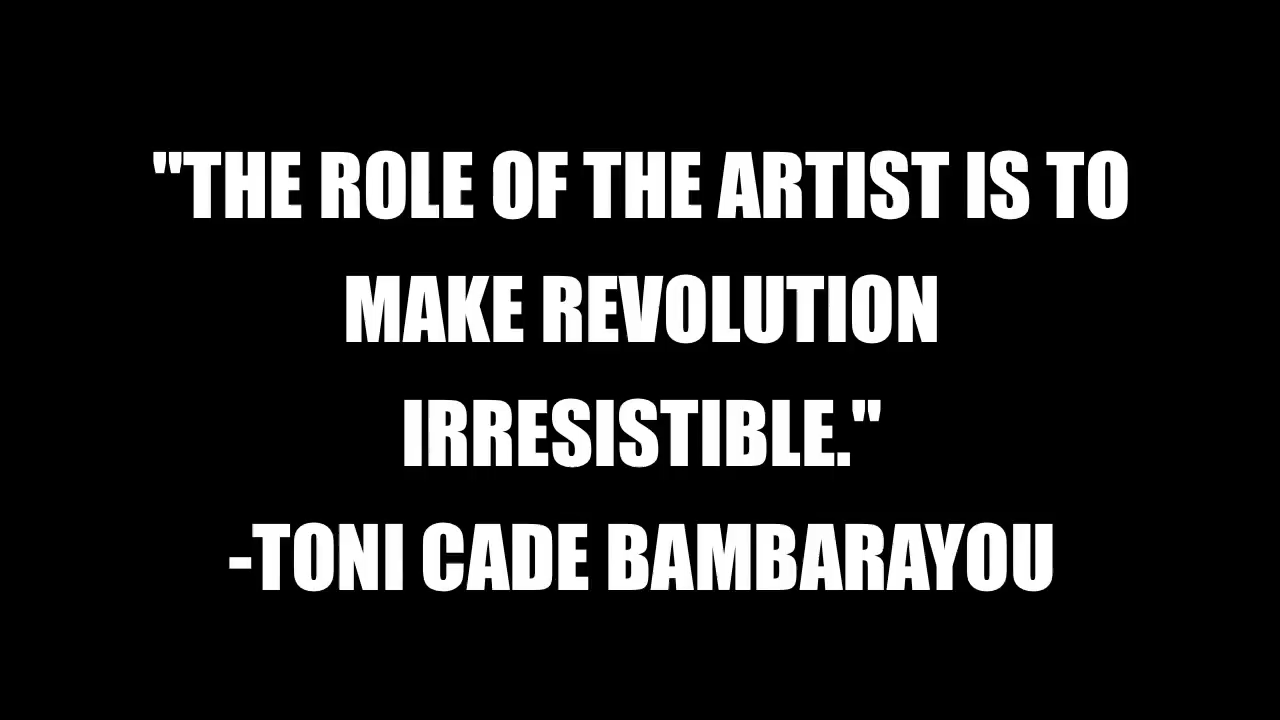 "THE ROLE OF THE ARTIST IS TO
MAKE REVOLUTION
IRRESISTIBLE."
-TONI CADE BAMBARAYOU